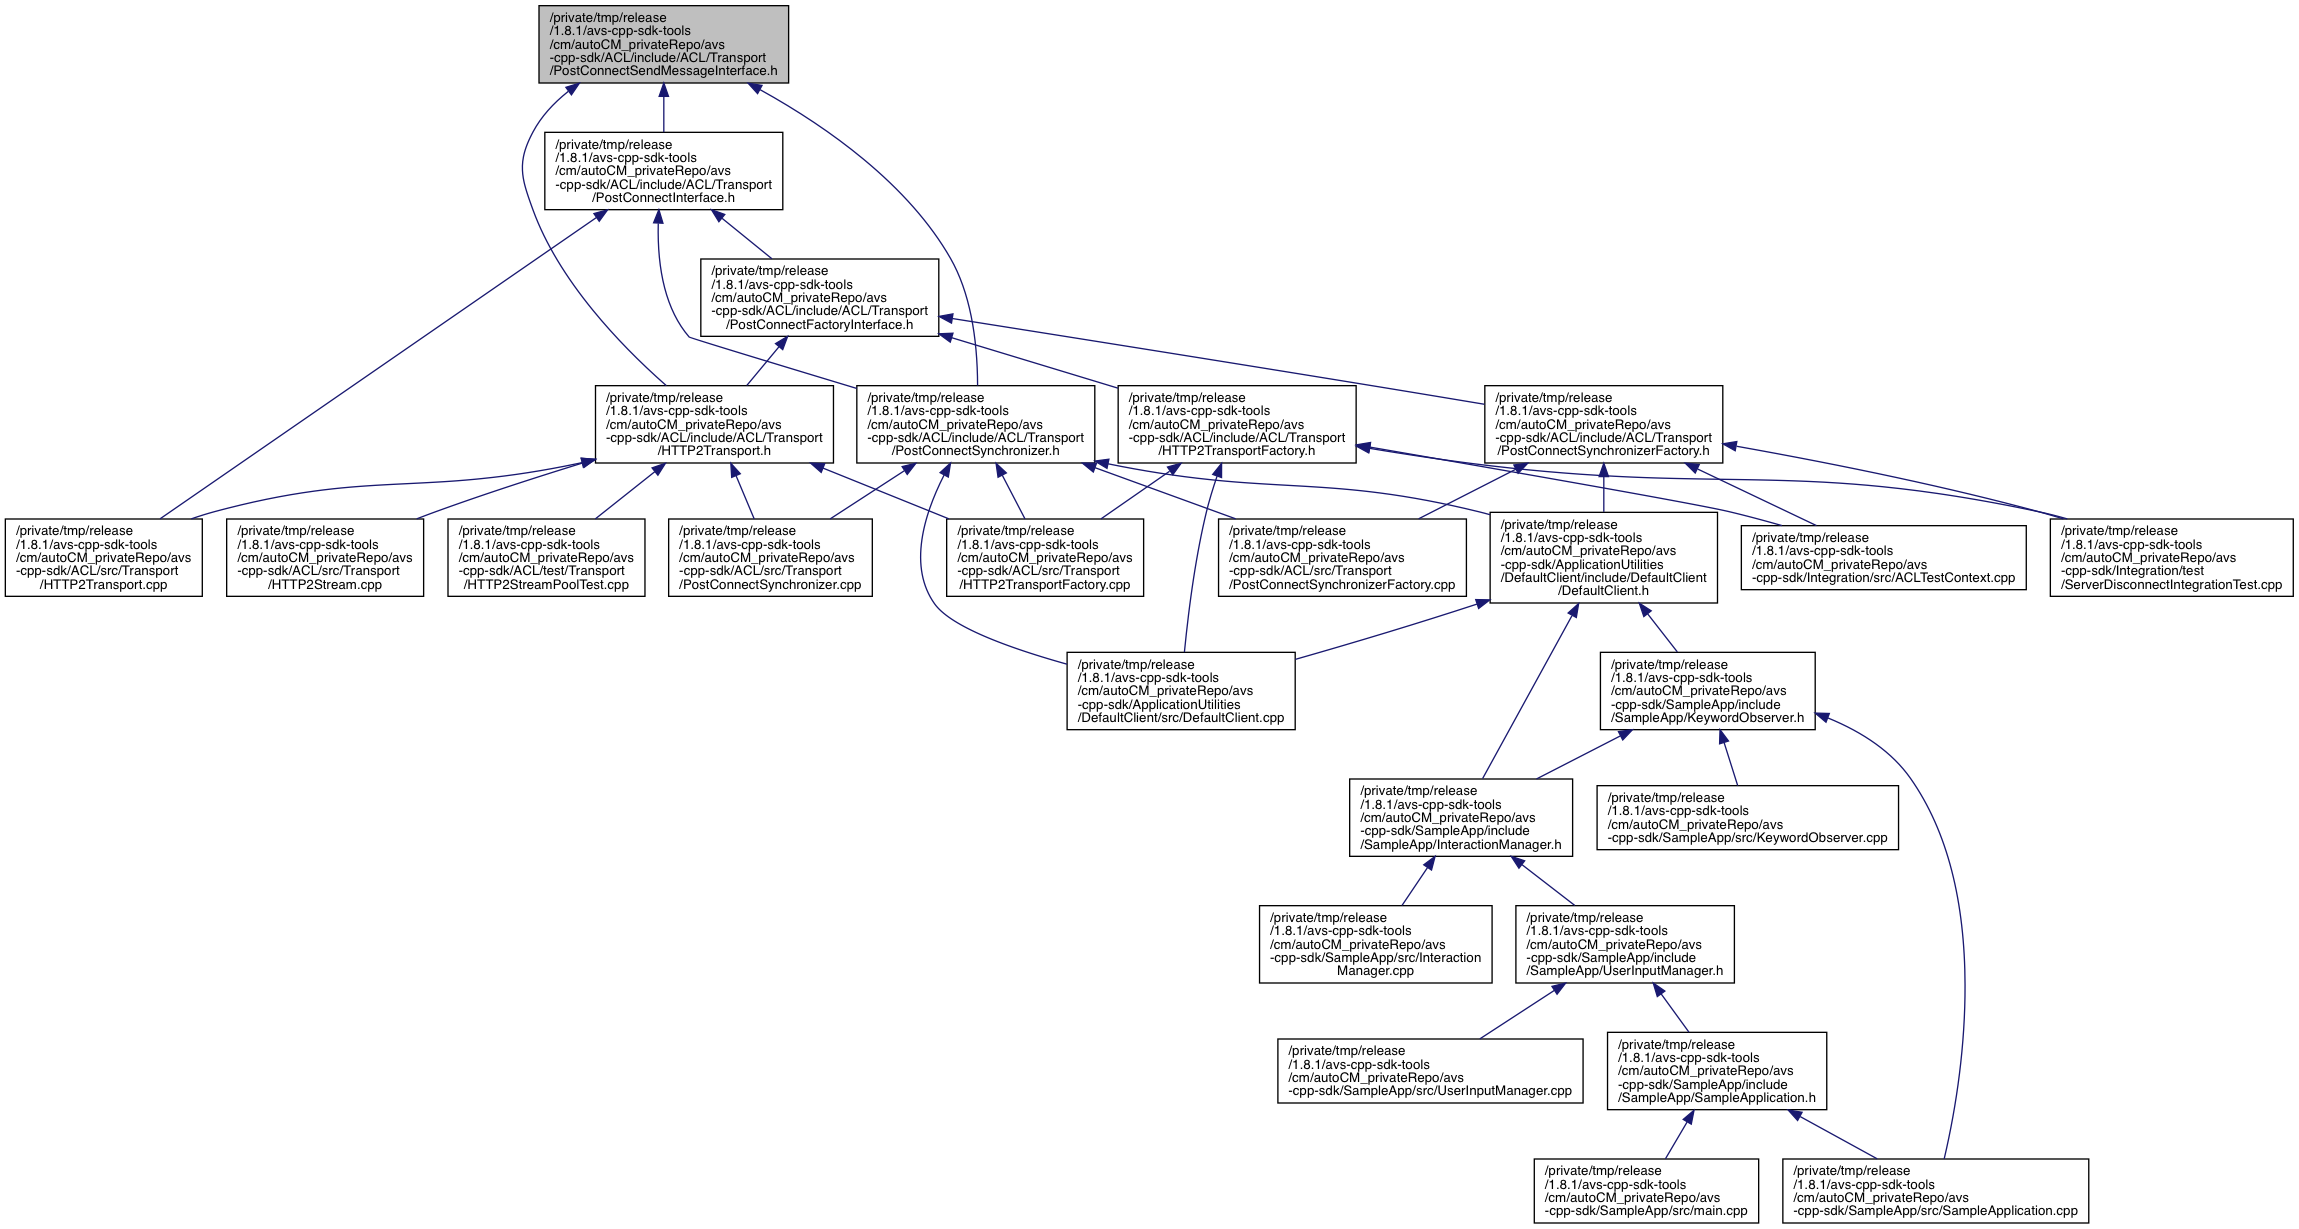 /private/tmp/release
/1.8.1/avs-cpp-sdk-tools
/cm/autoCM_privateRepo/avs
-cpp-sdk/ACL/include/ACL/Transport
/PostConnectSendMessageInterface.h
/private/tmp/release
/1.8.1/avs-cpp-sdk-tools
/cm/autoCM_privateRepo/avs
-cpp-sdk/ACL/include/ACL/Transport
/PostConnectInterface.h
/private/tmp/release
/1.8.1/avs-cpp-sdk-tools
/cm/autoCM_privateRepo/avs
-cpp-sdk/ACL/include/ACL/Transport
/PostConnectFactoryInterface.h
/private/tmp/release
/1.8.1/avs-cpp-sdk-tools
/cm/autoCM_privateRepo/avs
-cpp-sdk/ACL/include/ACL/Transport
/HTTP2Transport.h
/private/tmp/release
/1.8.1/avs-cpp-sdk-tools
/cm/autoCM_privateRepo/avs
-cpp-sdk/ACL/include/ACL/Transport
/PostConnectSynchronizer.h
/private/tmp/release
/1.8.1/avs-cpp-sdk-tools
/cm/autoCM_privateRepo/avs
-cpp-sdk/ACL/include/ACL/Transport
/HTTP2TransportFactory.h
/private/tmp/release
/1.8.1/avs-cpp-sdk-tools
/cm/autoCM_privateRepo/avs
-cpp-sdk/ACL/include/ACL/Transport
/PostConnectSynchronizerFactory.h
/private/tmp/release
/1.8.1/avs-cpp-sdk-tools
/cm/autoCM_privateRepo/avs
-cpp-sdk/ACL/src/Transport
/HTTP2Transport.cpp
/private/tmp/release
/1.8.1/avs-cpp-sdk-tools
/cm/autoCM_privateRepo/avs
-cpp-sdk/ACL/src/Transport
/HTTP2Stream.cpp
/private/tmp/release
/1.8.1/avs-cpp-sdk-tools
/cm/autoCM_privateRepo/avs
-cpp-sdk/ACL/test/Transport
/HTTP2StreamPoolTest.cpp
/private/tmp/release
/1.8.1/avs-cpp-sdk-tools
/cm/autoCM_privateRepo/avs
-cpp-sdk/ACL/src/Transport
/PostConnectSynchronizer.cpp
/private/tmp/release
/1.8.1/avs-cpp-sdk-tools
/cm/autoCM_privateRepo/avs
-cpp-sdk/ACL/src/Transport
/HTTP2TransportFactory.cpp
/private/tmp/release
/1.8.1/avs-cpp-sdk-tools
/cm/autoCM_privateRepo/avs
-cpp-sdk/ACL/src/Transport
/PostConnectSynchronizerFactory.cpp
/private/tmp/release
/1.8.1/avs-cpp-sdk-tools
/cm/autoCM_privateRepo/avs
-cpp-sdk/ApplicationUtilities
/DefaultClient/include/DefaultClient
/DefaultClient.h
/private/tmp/release
/1.8.1/avs-cpp-sdk-tools
/cm/autoCM_privateRepo/avs
-cpp-sdk/Integration/src/ACLTestContext.cpp
/private/tmp/release
/1.8.1/avs-cpp-sdk-tools
/cm/autoCM_privateRepo/avs
-cpp-sdk/Integration/test
/ServerDisconnectIntegrationTest.cpp
/private/tmp/release
/1.8.1/avs-cpp-sdk-tools
/cm/autoCM_privateRepo/avs
-cpp-sdk/ApplicationUtilities
/DefaultClient/src/DefaultClient.cpp
/private/tmp/release
/1.8.1/avs-cpp-sdk-tools
/cm/autoCM_privateRepo/avs
-cpp-sdk/SampleApp/include
/SampleApp/KeywordObserver.h
/private/tmp/release
/1.8.1/avs-cpp-sdk-tools
/cm/autoCM_privateRepo/avs
-cpp-sdk/SampleApp/include
/SampleApp/InteractionManager.h
/private/tmp/release
/1.8.1/avs-cpp-sdk-tools
/cm/autoCM_privateRepo/avs
-cpp-sdk/SampleApp/src/KeywordObserver.cpp
/private/tmp/release
/1.8.1/avs-cpp-sdk-tools
/cm/autoCM_privateRepo/avs
-cpp-sdk/SampleApp/src/Interaction
Manager.cpp
/private/tmp/release
/1.8.1/avs-cpp-sdk-tools
/cm/autoCM_privateRepo/avs
-cpp-sdk/SampleApp/include
/SampleApp/UserInputManager.h
/private/tmp/release
/1.8.1/avs-cpp-sdk-tools
/cm/autoCM_privateRepo/avs
-cpp-sdk/SampleApp/src/UserInputManager.cpp
/private/tmp/release
/1.8.1/avs-cpp-sdk-tools
/cm/autoCM_privateRepo/avs
-cpp-sdk/SampleApp/include
/SampleApp/SampleApplication.h
/private/tmp/release
/1.8.1/avs-cpp-sdk-tools
/cm/autoCM_privateRepo/avs
-cpp-sdk/SampleApp/src/main.cpp
/private/tmp/release
/1.8.1/avs-cpp-sdk-tools
/cm/autoCM_privateRepo/avs
-cpp-sdk/SampleApp/src/SampleApplication.cpp